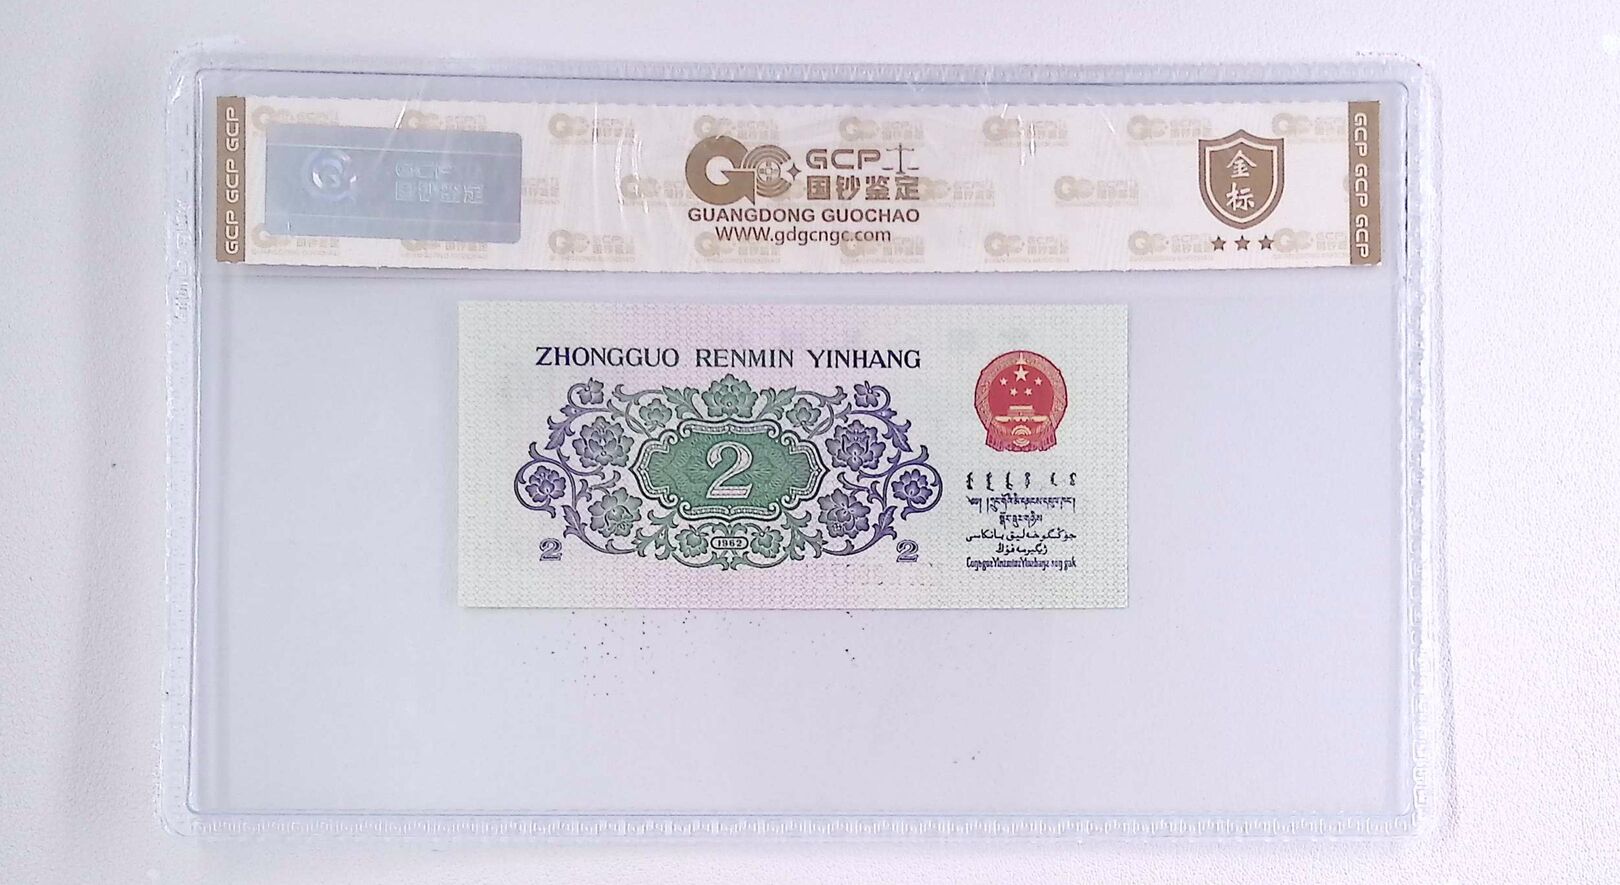 GCP GCP GCP
GCP
国钞鉴定
GCP
国钞鉴定
GUANGDONG GUOCHAO
WWW.gdgcngc.com
金
标
GCP GCP GCP
ZHONGGUO RENMIN YINHANG
2
1962
2
2